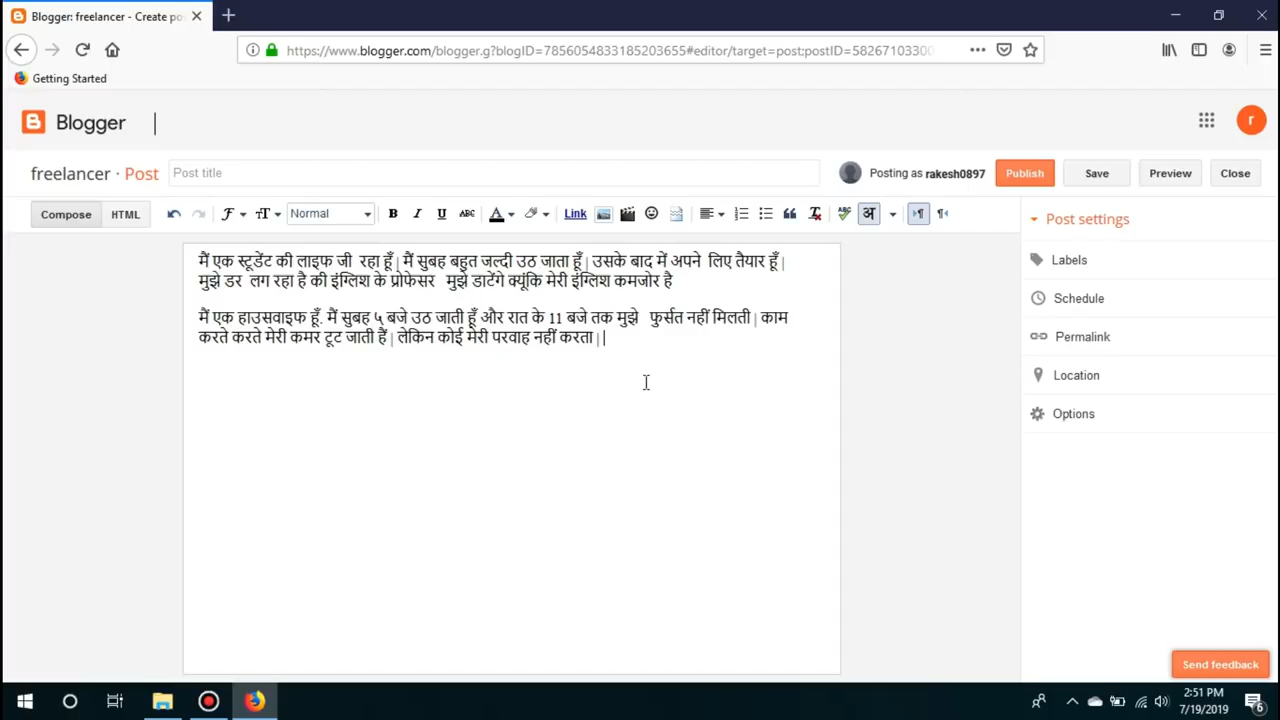 Blogger: freelancer - Create po
https://www.blogger.com/blogger.g?blogID=7856054833185203655#editor/target=post;postID=58267103300
Getting Started
Blogger
r
freelancer · Post
Post title
Posting as rakesh0897
Publish
Save
Preview
Close
Compose
HTML
Normal
Link
अ
Post settings
मैं एक स्टूडेंट की लाइफ जी रहा हूँ | मैं सुबह बहुत जल्दी उठ जाता हूँ | उसके बाद में अपने लिए तैयार हूँ |
मुझे डर लग रहा है की इंग्लिश के प्रोफेसर मुझे डाटेंगे क्यूंकि मेरी इंग्लिश कमजोर है
मैं एक हाउसवाइफ हूँ. मैं सुबह ५ बजे उठ जाती हूँ और रात के 11 बजे तक मुझे फुर्सत नहीं मिलती | काम
करते करते मेरी कमर टूट जाती हैं | लेकिन कोई मेरी परवाह नहीं करता |
Labels
Schedule
Permalink
Location
Options
Send feedback
2:51 PM
7/19/2019
6